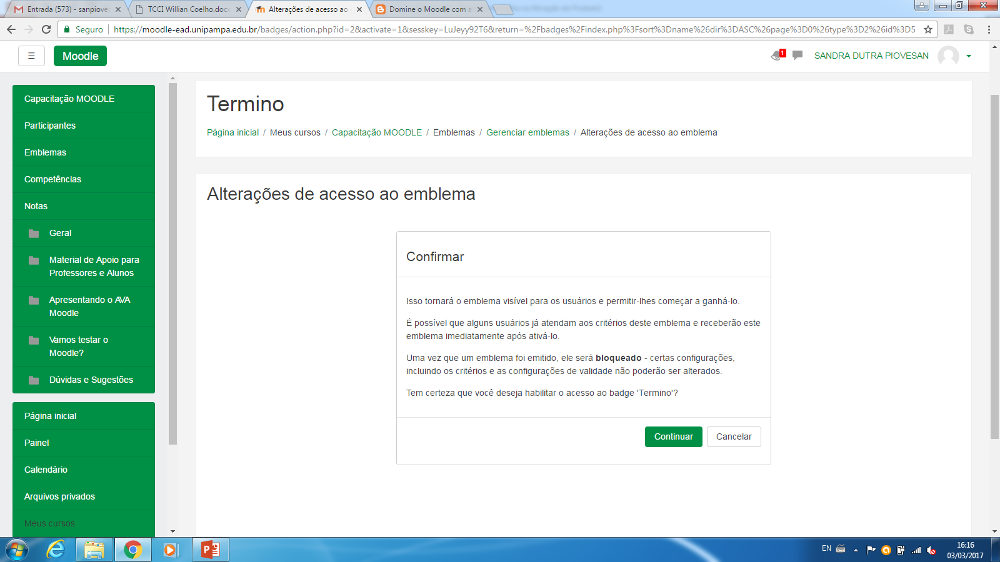 Entrada (573) - sanpioves
TCCI Willian Coelho.docx
Alterações de acesso ao
Domine o Moodle com a
Seguro
https://moodle-ead.unipampa.edu.br/badges/action.php?id=2&activate=1&sesskey=LuJeyy92T6&return=%2Fbadges%2Findex.php%3Fsort%3Dname%26dir%3DASC%26page%3D0%26type%3D2%26id%3D5
☰
Moodle
1
SANDRA DUTRA PIOVESAN
Capacitação MOODLE
Participantes
Emblemas
Competências
Notas
Geral
Material de Apoio para
Professores e Alunos
Apresentando o AVA
Moodle
Vamos testar o
Moodle?
Dúvidas e Sugestões
Página inicial
Painel
Calendário
Arquivos privados
Meus cursos
Termino
Página inicial / Meus cursos / Capacitação MOODLE / Emblemas / Gerenciar emblemas / Alterações de acesso ao emblema
Alterações de acesso ao emblema
Confirmar
Isso tornará o emblema visível para os usuários e permitir-lhes começar a ganhá-lo.
É possível que alguns usuários já atendam aos critérios deste emblema e receberão este
emblema imediatamente após ativá-lo.
Uma vez que um emblema foi emitido, ele será bloqueado - certas configurações,
incluindo os critérios e as configurações de validade não poderão ser alterados.
Tem certeza que você deseja habilitar o acesso ao badge 'Termino'?
Continuar
Cancelar
EN
16:16
03/03/2017